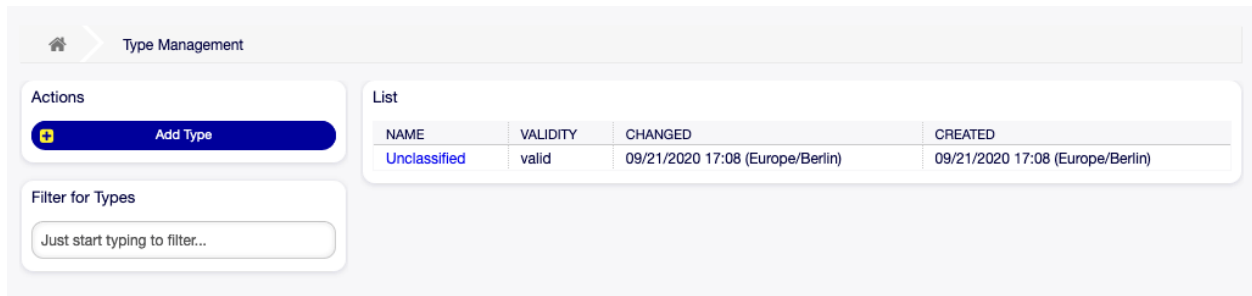 Type Management
Actions
Add Type
Filter for Types
Just start typing to filter...
List
NAME VALIDITY CHANGED CREATED
Unclassified valid 09/21/2020 17:08 (Europe/Berlin) 09/21/2020 17:08 (Europe/Berlin)